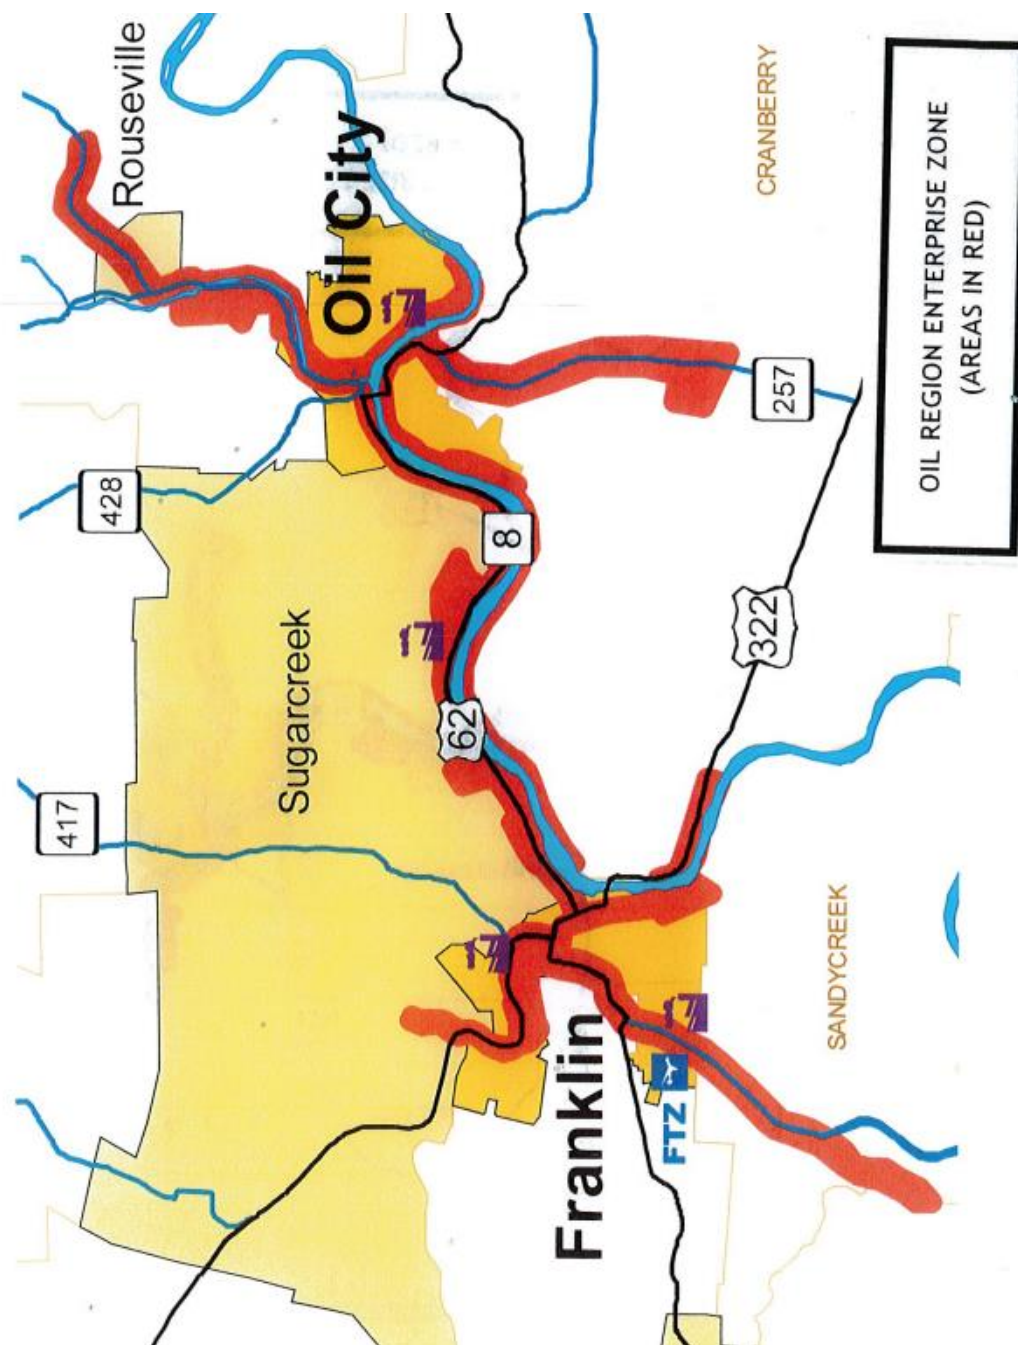 Rouseville
Oil City
CRANBERRY
OIL REGION ENTERPRISE ZONE
(AREAS IN RED)
428
257
8
Sugarcreek
322
62
417
SANDYCREEK
Franklin
FTZ